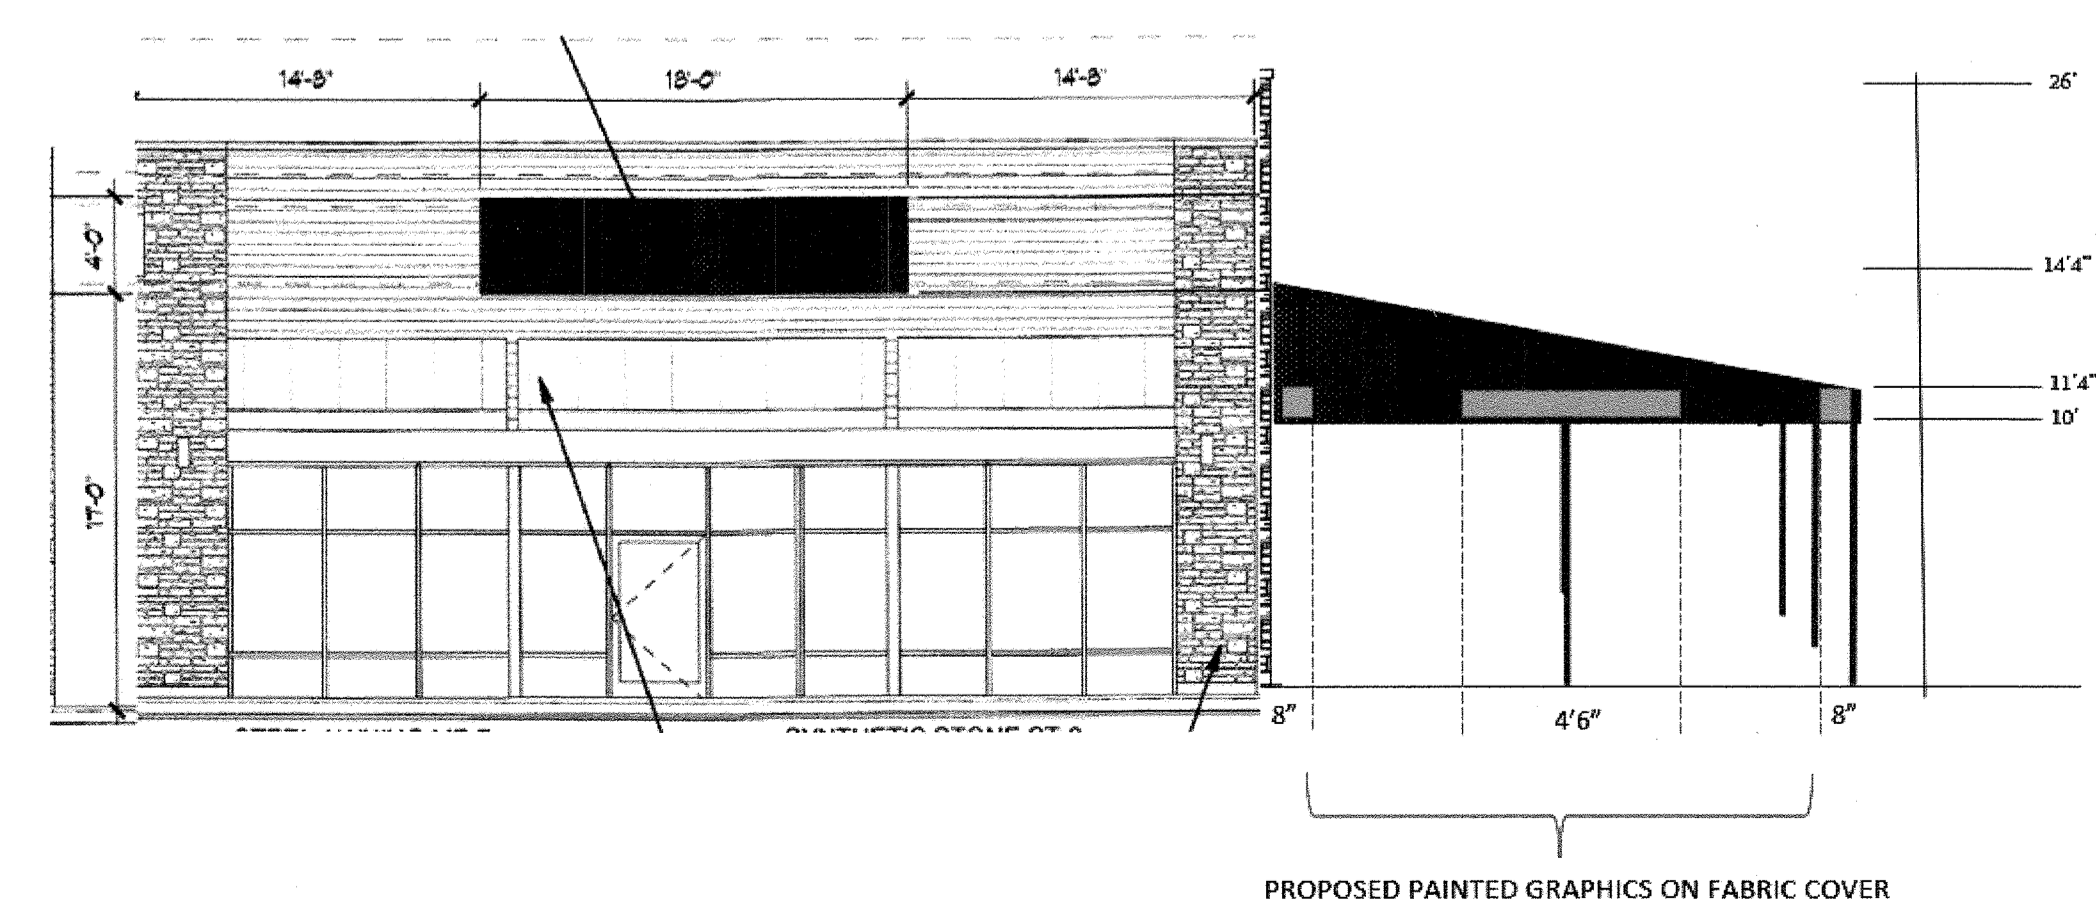 14'-8" 18'-0" 14'-8"
26'
4'-0"
14'4"
11'4"
10'
17'-0"
8" 4'6" 8"
PROPOSED PAINTED GRAPHICS ON FABRIC COVER